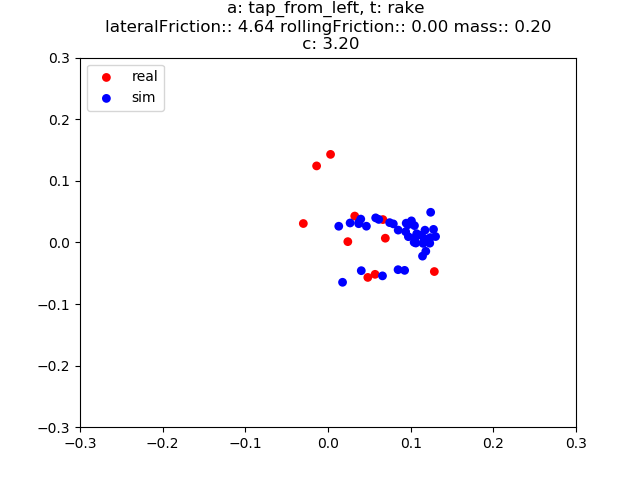 a: tap_from_left, t: rake
lateralFriction:: 4.64 rollingFriction:: 0.00 mass:: 0.20
c: 3.20
real
sim
0.3
0.2
0.1
0.0
−0.1
−0.2
−0.3
−0.3 −0.2 −0.1 0.0 0.1 0.2 0.3